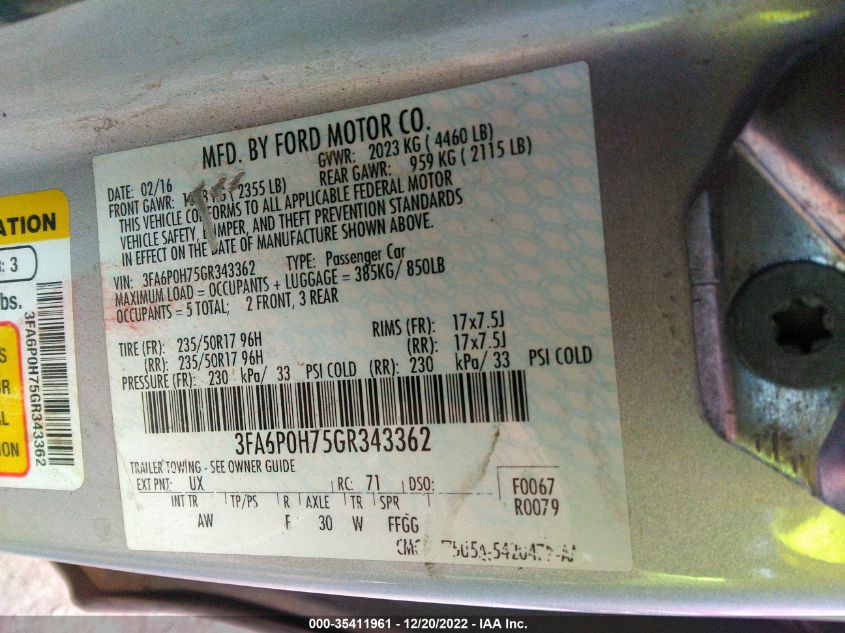 MFD. BY FORD MOTOR CO.
DATE: 02/16 GVWR: 2023 KG ( 4460 LB)
FRONT GAWR: KG ( 2355 LB) REAR GAWR: 959 KG ( 2115 LB)
THIS VEHICLE CONFORMS TO ALL APPLICABLE FEDERAL MOTOR
VEHICLE SAFETY, BUMPER, AND THEFT PREVENTION STANDARDS
IN EFFECT ON THE DATE OF MANUFACTURE SHOWN ABOVE.
VIN: 3FA6P0H75GR343362 TYPE: Passenger Car
MAXIMUM LOAD = OCCUPANTS + LUGGAGE = 385KG/ 850LB
OCCUPANTS = 5 TOTAL; 2 FRONT, 3 REAR
TIRE (FR): 235/50R17 96H RIMS (FR): 17x7.5J
(RR): 235/50R17 96H (RR): 17x7.5J
PRESSURE (FR): 230 kPa/ 33 PSI COLD (RR): 230 kPa/ 33 PSI COLD
3FA6P0H75GR343362
TRAILER TOWING - SEE OWNER GUIDE
EXT PNT: UX RC: 71 DSO: F0067
INT TR TP/PS R AXLE TR SPR R0079
AW F 30 W FFGG
ATION
: 3
bs.
S
OR
AL
TION
3FA6P0H75GR343362
000-35411961 - 12/20/2022 - IAA Inc.